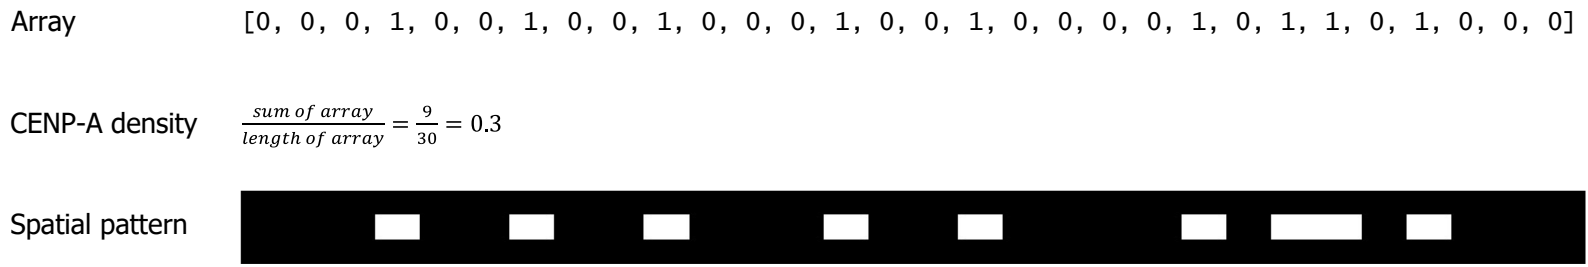 Array [0, 0, 0, 1, 0, 0, 1, 0, 0, 1, 0, 0, 0, 1, 0, 0, 1, 0, 0, 0, 0, 1, 0, 1, 1, 0, 1, 0, 0, 0]
CENP-A density sum of array / length of array = 9/30 = 0.3
Spatial pattern